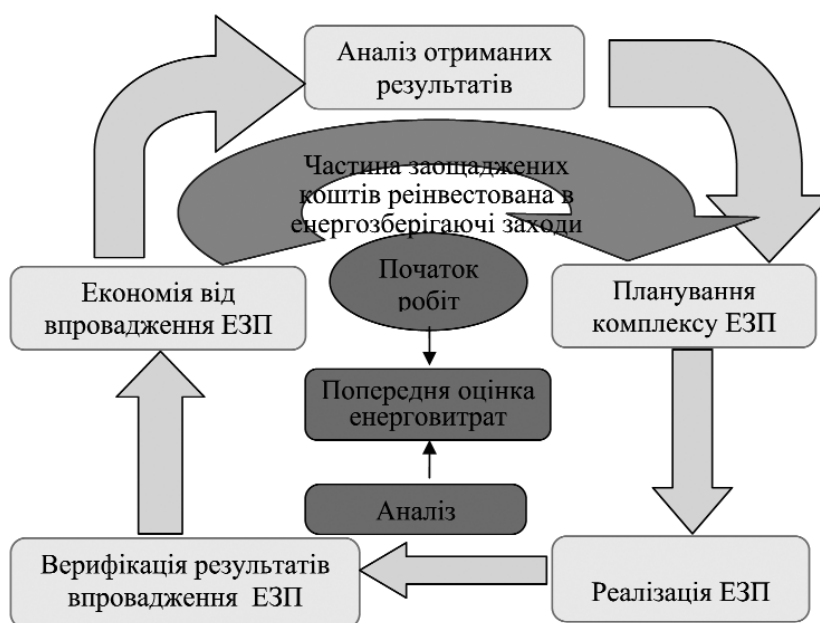 Аналіз отриманих
результатів
Частина заощаджених
коштів реінвестована в
енергозберігаючі заходи
Початок
робіт
Економія від
впровадження ЕЗП
Планування
комплексу ЕЗП
Попередня оцінка
енерговитрат
Аналіз
Верифікація результатів
впровадження ЕЗП
Реалізація ЕЗП